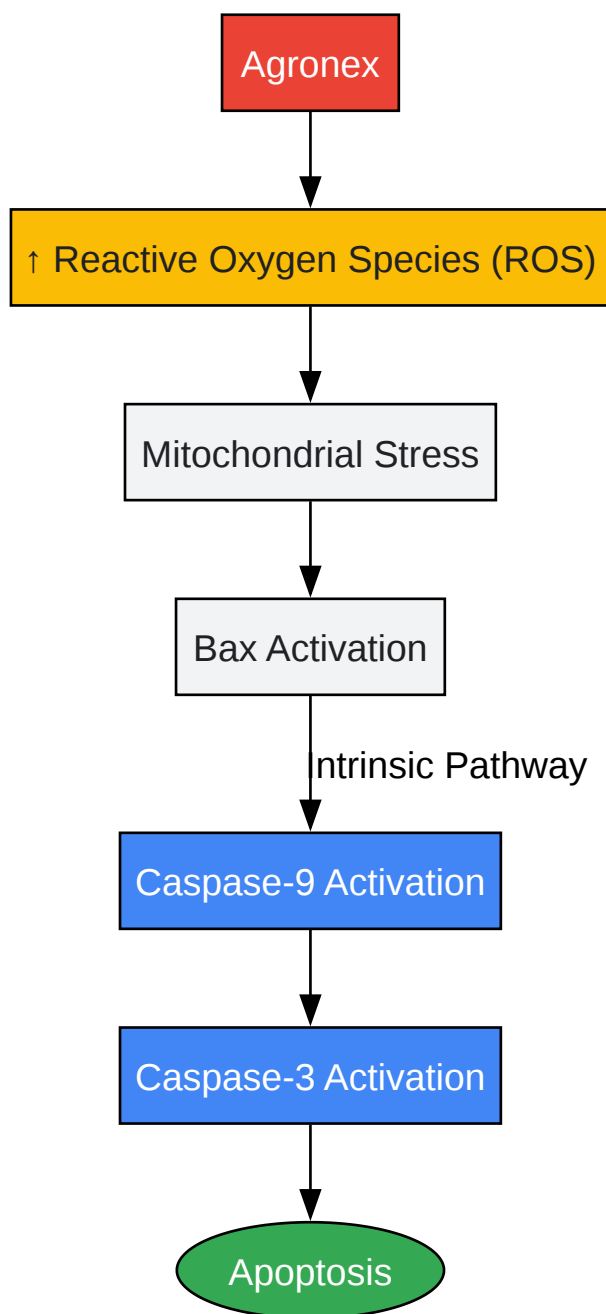 Agronex
↑ Reactive Oxygen Species (ROS)
Mitochondrial Stress
Bax Activation
Intrinsic Pathway
Caspase-9 Activation
Caspase-3 Activation
Apoptosis